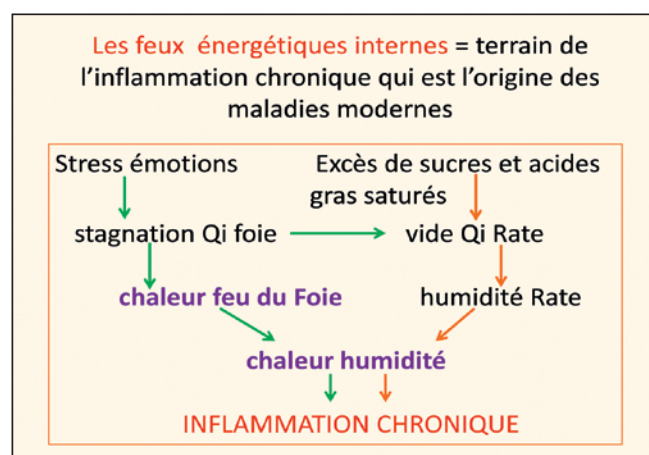 Les feux énergétiques internes = terrain de
l’inflammation chronique qui est l’origine des
maladies modernes
Stress émotions
Excès de sucres et acides
gras saturés
stagnation Qi foie
vide Qi Rate
chaleur feu du Foie
humidité Rate
chaleur humidité
INFLAMMATION CHRONIQUE